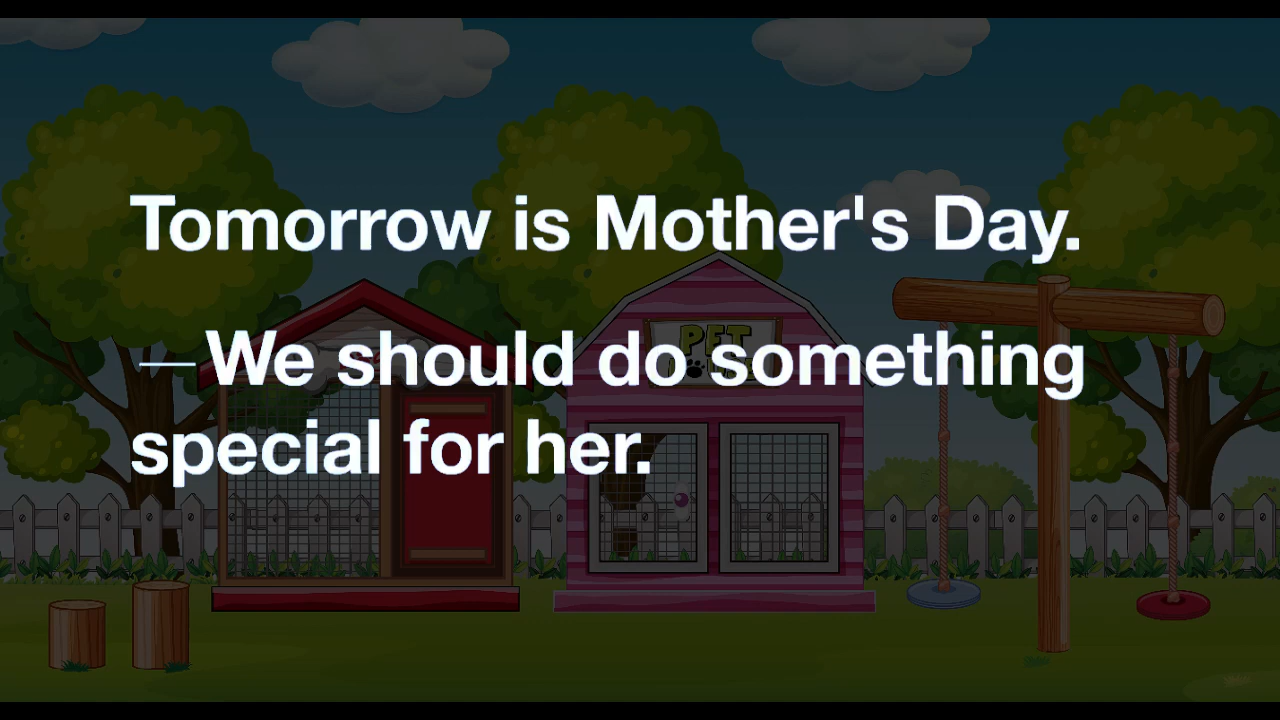 Tomorrow is Mother's Day.
—We should do something
special for her.
PET